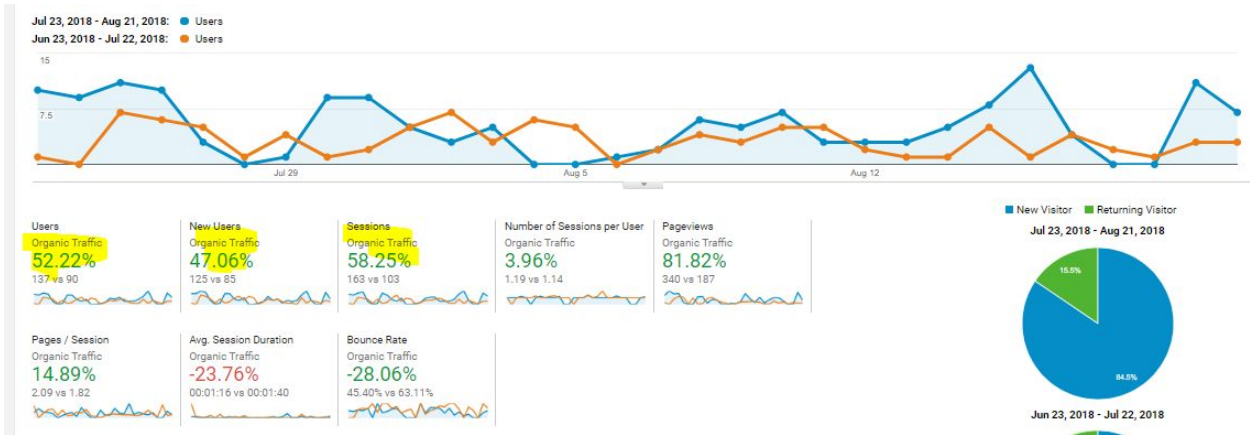 Jul 23, 2018 - Aug 21, 2018: Users
Jun 23, 2018 - Jul 22, 2018: Users
15
7.5
Jul 29 Aug 5 Aug 12
Users New Users Sessions Number of Sessions per User Pageviews
Organic Traffic Organic Traffic Organic Traffic Organic Traffic Organic Traffic
52.22% 47.06% 58.25% 3.96% 81.82%
137 vs 90 125 vs 85 163 vs 103 1.19 vs 1.14 340 vs 187
Pages / Session Avg. Session Duration Bounce Rate
Organic Traffic Organic Traffic Organic Traffic
14.89% -23.76% -28.06%
2.09 vs 1.82 00:01:16 vs 00:01:40 45.40% vs 63.11%
New Visitor Returning Visitor
Jul 23, 2018 - Aug 21, 2018
15.5%
84.5%
Jun 23, 2018 - Jul 22, 2018